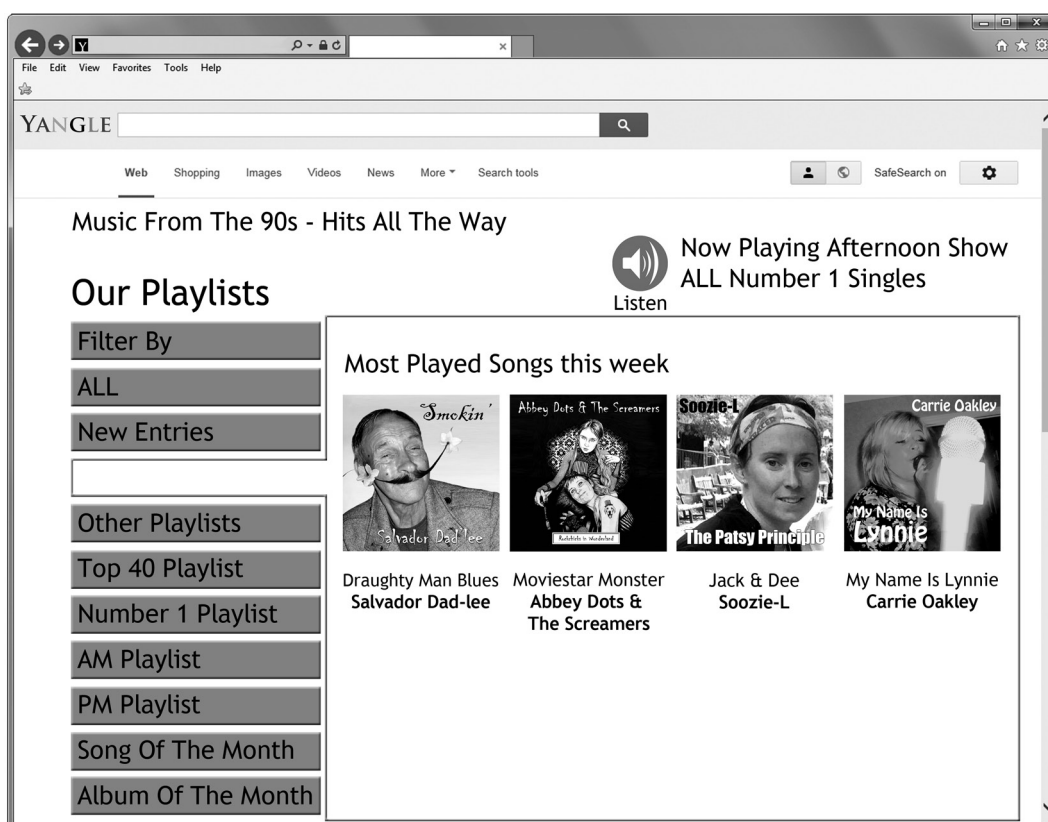 File Edit View Favorites Tools Help
YANGLE
Web Shopping Images Videos News More Search tools SafeSearch on
Music From The 90s - Hits All The Way
Now Playing Afternoon Show
ALL Number 1 Singles
Listen
Our Playlists
Filter By
ALL
New Entries
Other Playlists
Top 40 Playlist
Number 1 Playlist
AM Playlist
PM Playlist
Song Of The Month
Album Of The Month
Most Played Songs this week
Smokin'
Salvador Dad'lee
Draughty Man Blues
Salvador Dad-lee
Abbey Dots & The Screamers
Moviestar Monster
Abbey Dots &
The Screamers
Soozie-L
The Patsy Principle
Jack & Dee
Soozie-L
Carrie Oakley
My Name Is
Lynnie
My Name Is Lynnie
Carrie Oakley